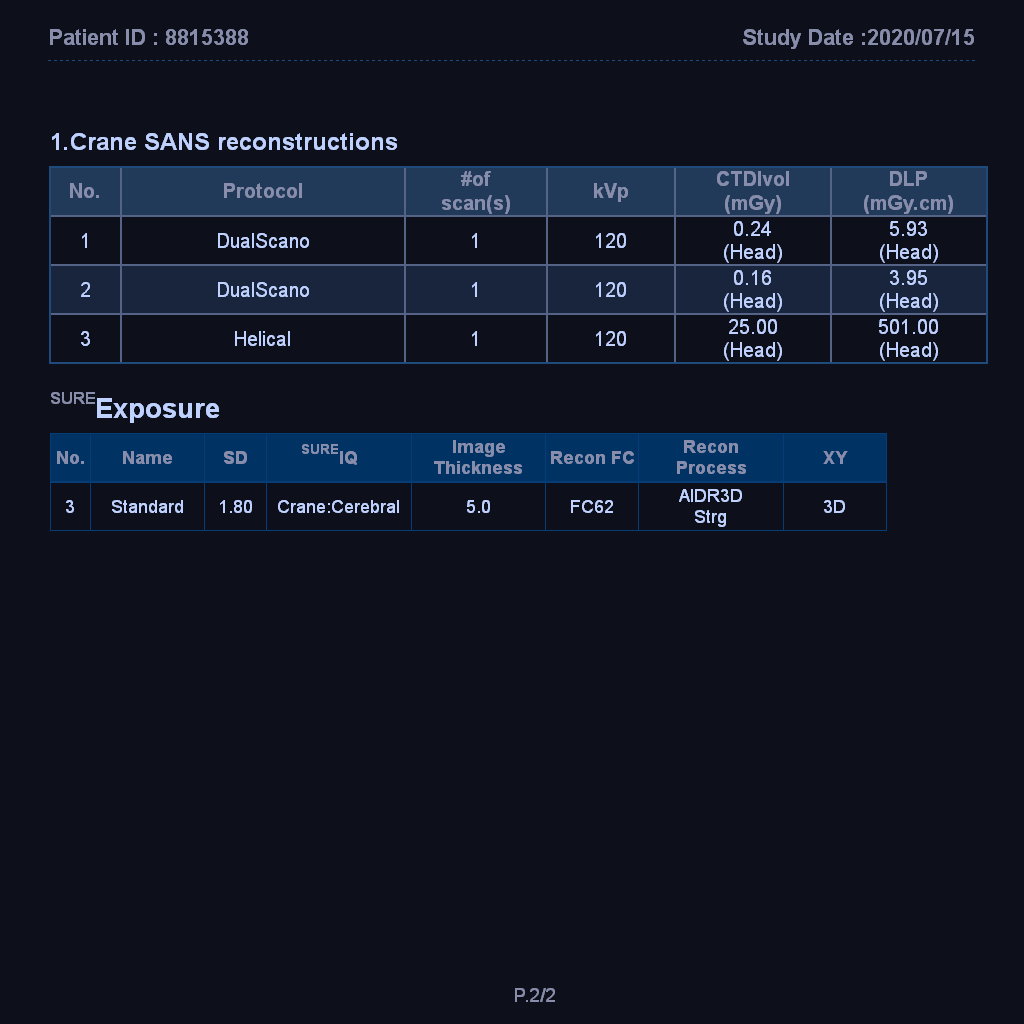 Patient ID : 8815388 Study Date :2020/07/15
1.Crane SANS reconstructions
No. Protocol #of scan(s) kVp CTDIvol (mGy) DLP (mGy.cm)
1 DualScano 1 120 0.24 (Head) 5.93 (Head)
2 DualScano 1 120 0.16 (Head) 3.95 (Head)
3 Helical 1 120 25.00 (Head) 501.00 (Head)
SUREExposure
No. Name SD SUREIQ Image Thickness Recon FC Recon Process XY
3 Standard 1.80 Crane:Cerebral 5.0 FC62 AIDR3D Strg 3D
P.2/2